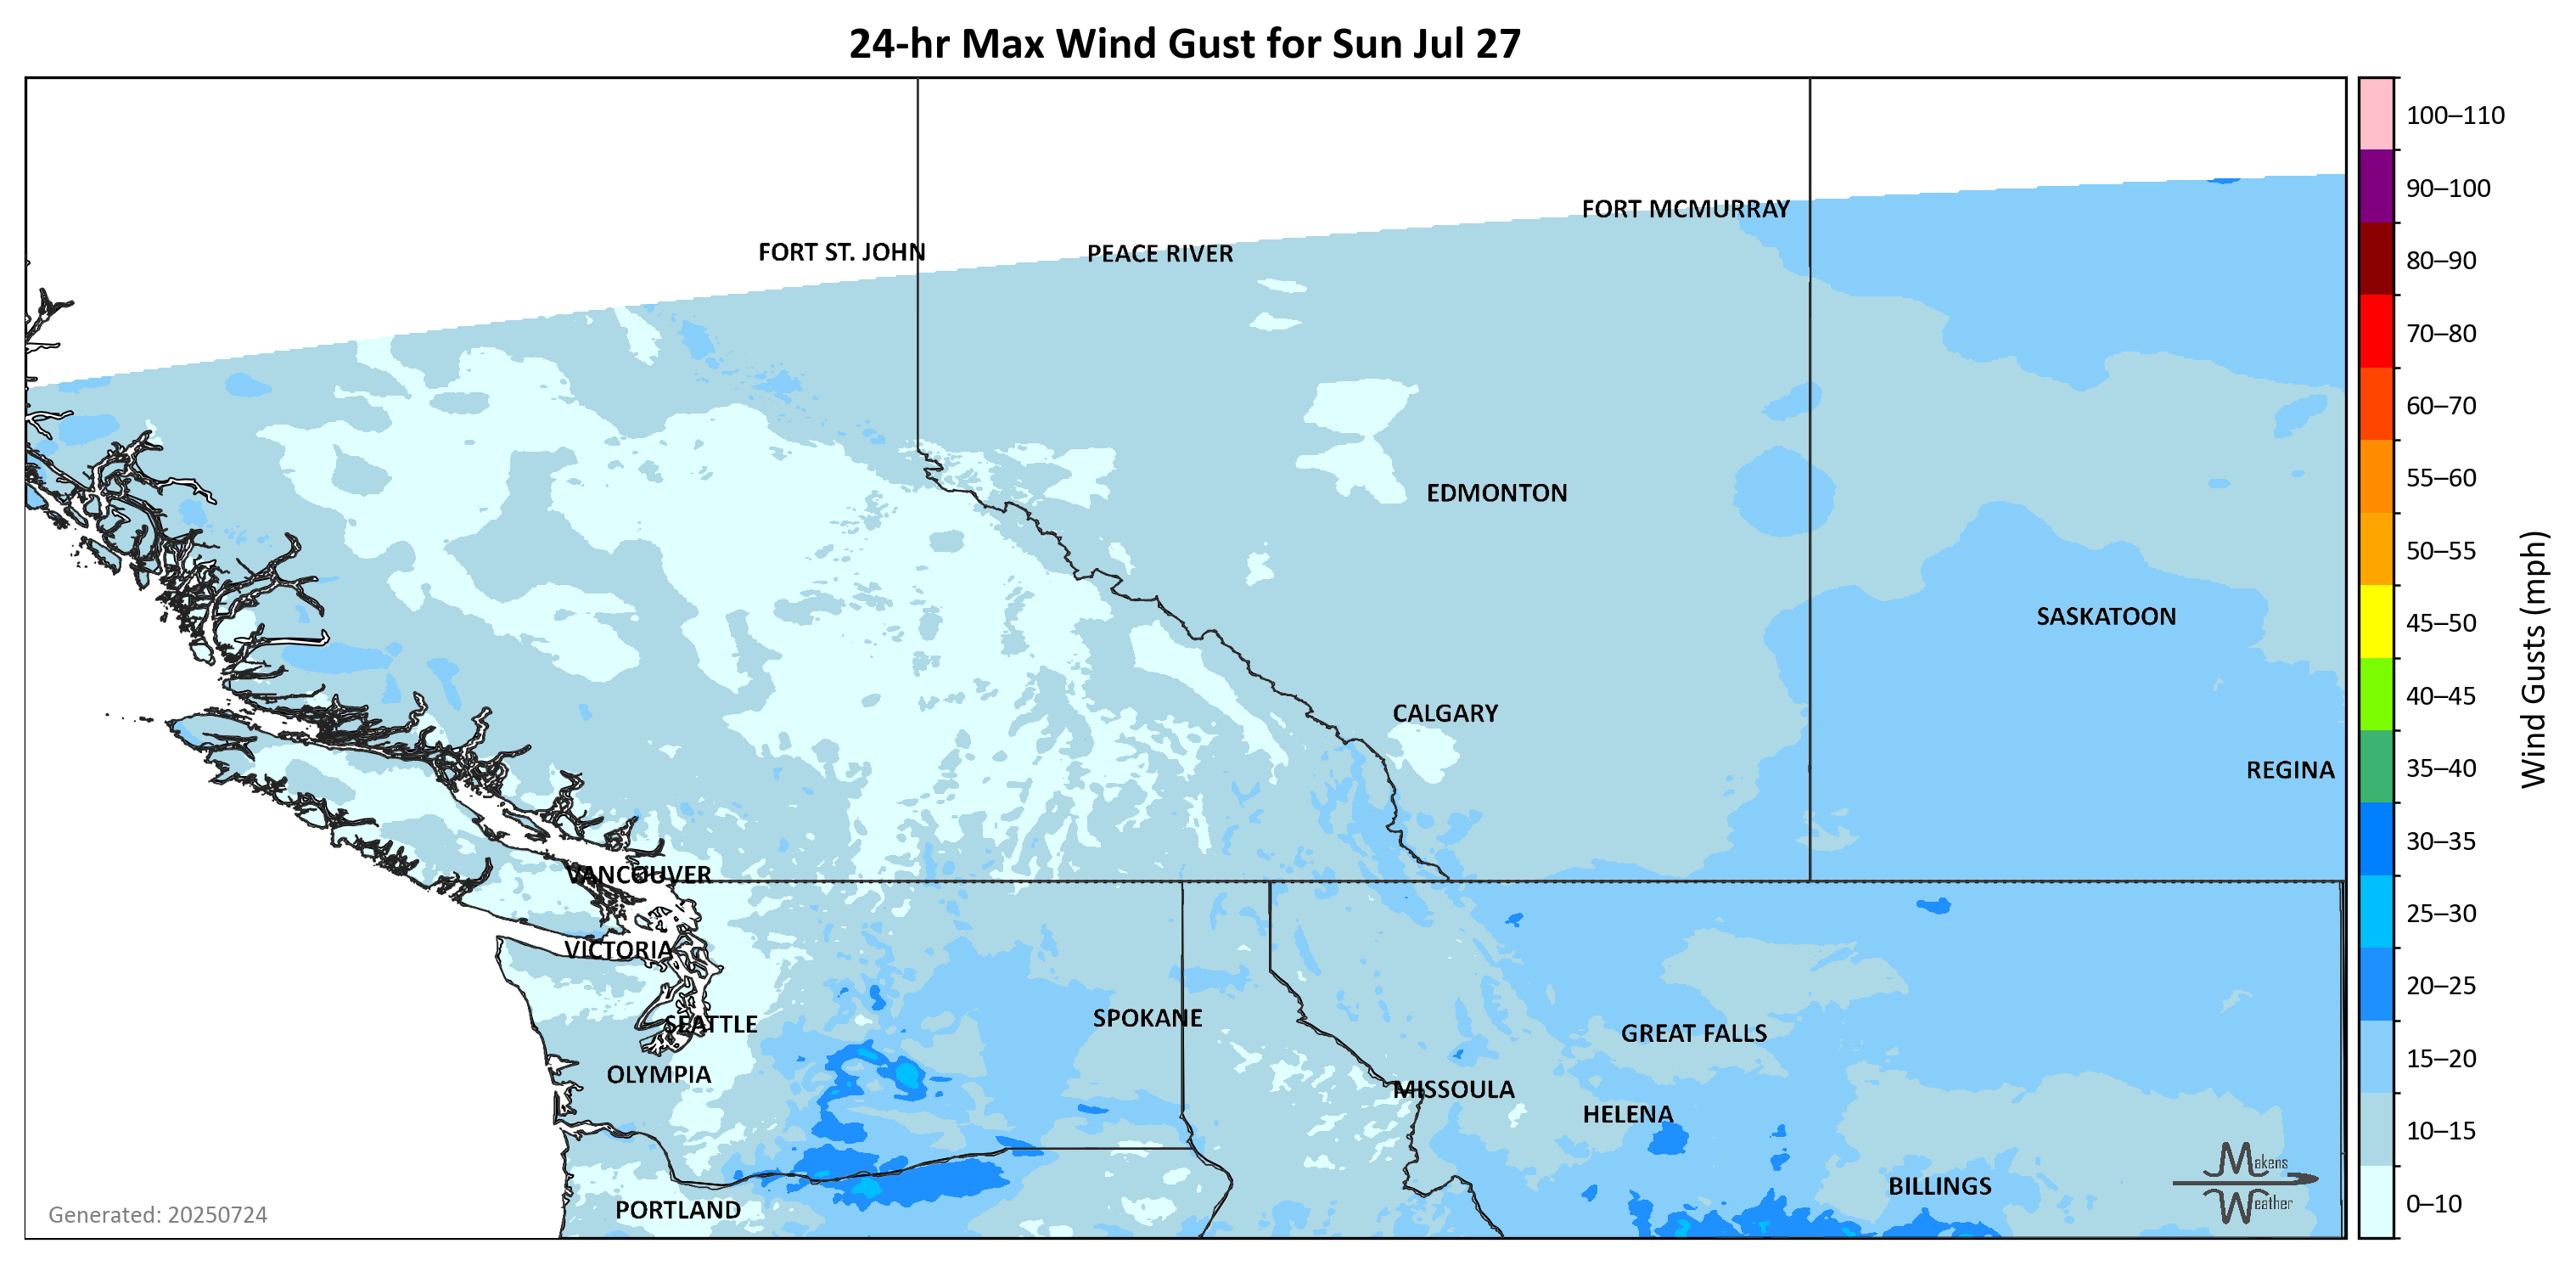 24-hr Max Wind Gust for Sun Jul 27
100–110
90–100
80–90
70–80
60–70
55–60
50–55
45–50
40–45
35–40
30–35
25–30
20–25
15–20
10–15
0–10
Wind Gusts (mph)
FORT MCMURRAY
FORT ST. JOHN
PEACE RIVER
EDMONTON
SASKATOON
CALGARY
REGINA
VANCOUVER
VICTORIA
SPOKANE
SEATTLE
GREAT FALLS
OLYMPIA
MISSOULA
HELENA
BILLINGS
PORTLAND
Makens
Weather
Generated: 20250724